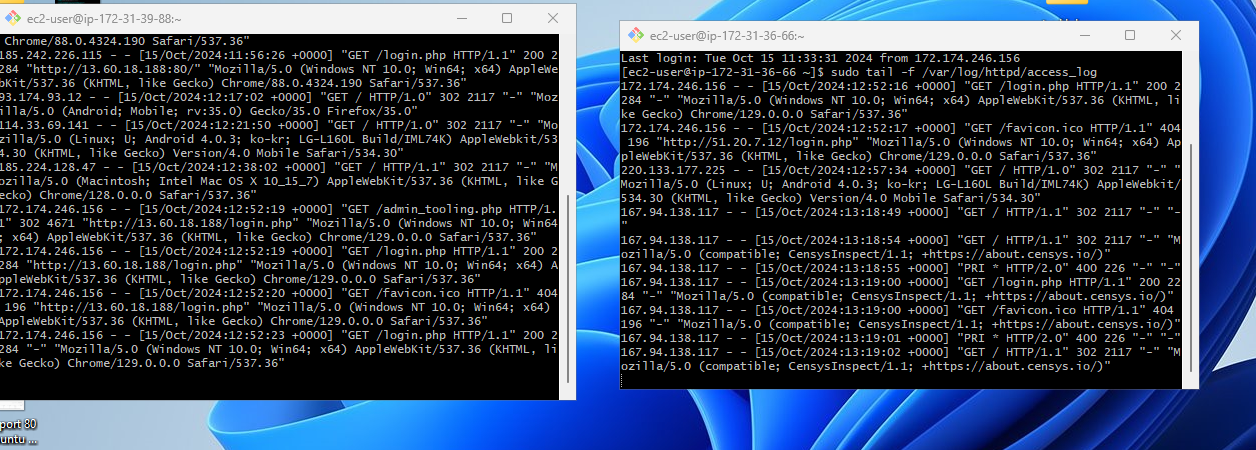 ec2-user@ip-172-31-39-88:~
Chrome/88.0.4324.190 Safari/537.36"
185.242.226.115 - - [15/Oct/2024:11:56:26 +0000] "GET /login.php HTTP/1.1" 200 2
284 "http://13.60.18.188:80/" "Mozilla/5.0 (Windows NT 10.0; Win64; x64) AppleWe
bKit/537.36 (KHTML, like Gecko) Chrome/88.0.4324.190 Safari/537.36"
93.174.93.12 - - [15/Oct/2024:12:17:02 +0000] "GET / HTTP/1.0" 302 2117 "-" "Moz
illa/5.0 (Android; Mobile; rv:35.0) Gecko/35.0 Firefox/35.0"
114.33.69.141 - - [15/Oct/2024:12:21:50 +0000] "GET / HTTP/1.0" 302 2117 "-" "Mo
zilla/5.0 (Linux; U; Android 4.0.3; ko-kr; LG-L160L Build/IML74K) AppleWebkit/53
4.30 (KHTML, like Gecko) Version/4.0 Mobile Safari/534.30"
185.224.128.47 - - [15/Oct/2024:12:38:02 +0000] "GET / HTTP/1.1" 302 2117 "-" "M
ozilla/5.0 (Macintosh; Intel Mac OS X 10_15_7) AppleWebKit/537.36 (KHTML, like G
ecko) Chrome/128.0.0.0 Safari/537.36"
172.174.246.156 - - [15/Oct/2024:12:52:19 +0000] "GET /admin_tooling.php HTTP/1.
1" 302 4671 "http://13.60.18.188/login.php" "Mozilla/5.0 (Windows NT 10.0; Win64
; x64) AppleWebKit/537.36 (KHTML, like Gecko) Chrome/129.0.0.0 Safari/537.36"
172.174.246.156 - - [15/Oct/2024:12:52:19 +0000] "GET /login.php HTTP/1.1" 200 2
284 "http://13.60.18.188/login.php" "Mozilla/5.0 (Windows NT 10.0; Win64; x64) A
ppleWebKit/537.36 (KHTML, like Gecko) Chrome/129.0.0.0 Safari/537.36"
172.174.246.156 - - [15/Oct/2024:12:52:20 +0000] "GET /favicon.ico HTTP/1.1" 404
196 "http://13.60.18.188/login.php" "Mozilla/5.0 (Windows NT 10.0; Win64; x64)
AppleWebKit/537.36 (KHTML, like Gecko) Chrome/129.0.0.0 Safari/537.36"
172.174.246.156 - - [15/Oct/2024:12:52:23 +0000] "GET /login.php HTTP/1.1" 200 2
284 "-" "Mozilla/5.0 (Windows NT 10.0; Win64; x64) AppleWebKit/537.36 (KHTML, li
ke Gecko) Chrome/129.0.0.0 Safari/537.36"
port 80
untu ...
ec2-user@ip-172-31-36-66:~
Last login: Tue Oct 15 11:33:31 2024 from 172.174.246.156
[ec2-user@ip-172-31-36-66 ~]$ sudo tail -f /var/log/httpd/access_log
172.174.246.156 - - [15/Oct/2024:12:52:16 +0000] "GET /login.php HTTP/1.1" 200 2
284 "-" "Mozilla/5.0 (Windows NT 10.0; Win64; x64) AppleWebKit/537.36 (KHTML, li
ke Gecko) Chrome/129.0.0.0 Safari/537.36"
172.174.246.156 - - [15/Oct/2024:12:52:17 +0000] "GET /favicon.ico HTTP/1.1" 404
196 "http://51.20.7.12/login.php" "Mozilla/5.0 (Windows NT 10.0; Win64; x64) Ap
pleWebKit/537.36 (KHTML, like Gecko) Chrome/129.0.0.0 Safari/537.36"
220.133.177.225 - - [15/Oct/2024:12:57:34 +0000] "GET / HTTP/1.0" 302 2117 "-" "
Mozilla/5.0 (Linux; U; Android 4.0.3; ko-kr; LG-L160L Build/IML74K) AppleWebkit/
534.30 (KHTML, like Gecko) Version/4.0 Mobile Safari/534.30"
167.94.138.117 - - [15/Oct/2024:13:18:49 +0000] "GET / HTTP/1.1" 302 2117 "-" "-
"
167.94.138.117 - - [15/Oct/2024:13:18:54 +0000] "GET / HTTP/1.1" 302 2117 "-" "M
ozilla/5.0 (compatible; CensysInspect/1.1; +https://about.censys.io/)"
167.94.138.117 - - [15/Oct/2024:13:18:55 +0000] "PRI * HTTP/2.0" 400 226 "-" "-"
167.94.138.117 - - [15/Oct/2024:13:19:00 +0000] "GET /login.php HTTP/1.1" 200 22
84 "-" "Mozilla/5.0 (compatible; CensysInspect/1.1; +https://about.censys.io/)"
167.94.138.117 - - [15/Oct/2024:13:19:00 +0000] "GET /favicon.ico HTTP/1.1" 404
196 "-" "Mozilla/5.0 (compatible; CensysInspect/1.1; +https://about.censys.io/)"
167.94.138.117 - - [15/Oct/2024:13:19:01 +0000] "PRI * HTTP/2.0" 400 226 "-" "-"
167.94.138.117 - - [15/Oct/2024:13:19:02 +0000] "GET / HTTP/1.1" 302 2117 "-" "M
ozilla/5.0 (compatible; CensysInspect/1.1; +https://about.censys.io/)"